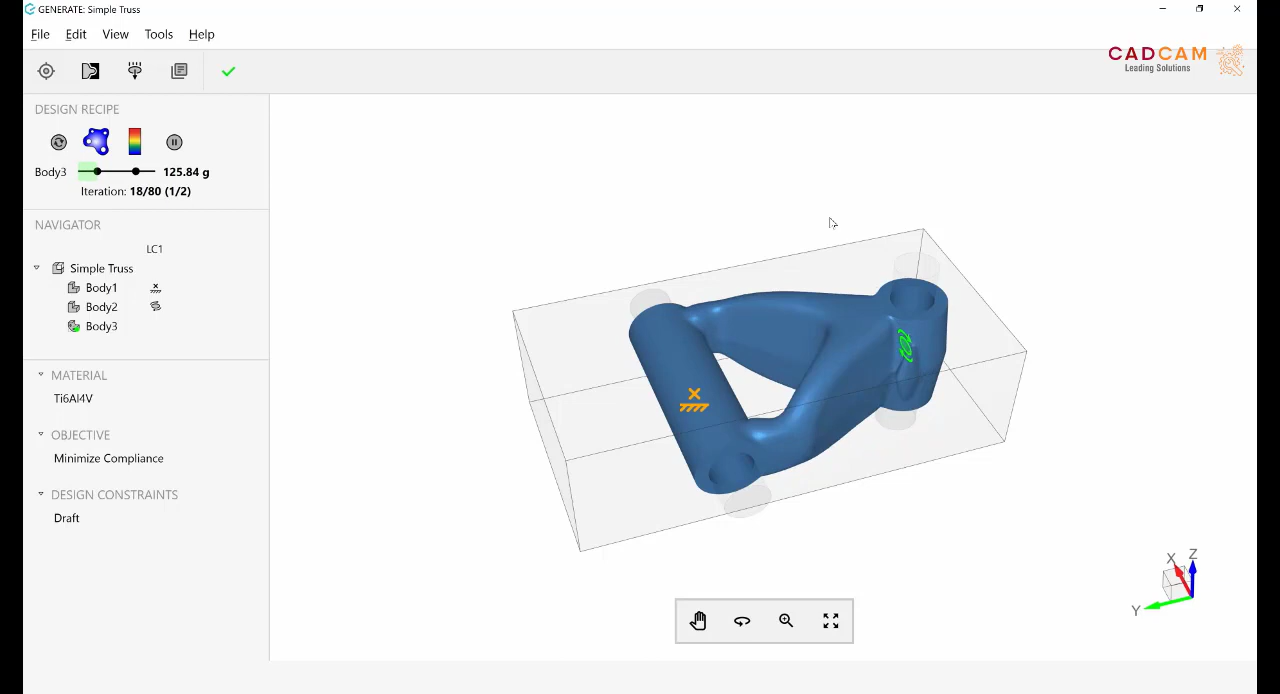 GENERATE: Simple Truss
File Edit View Tools Help
CADCAM
Leading Solutions
DESIGN RECIPE
Body3 125.84 g
Iteration: 18/80 (1/2)
NAVIGATOR
LC1
Simple Truss
Body1
Body2
Body3
MATERIAL
Ti6Al4V
OBJECTIVE
Minimize Compliance
DESIGN CONSTRAINTS
Draft
X Z
Y